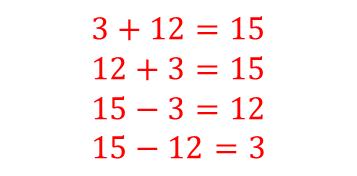 3 + 12 = 15
12 + 3 = 15
15 − 3 = 12
15 − 12 = 3